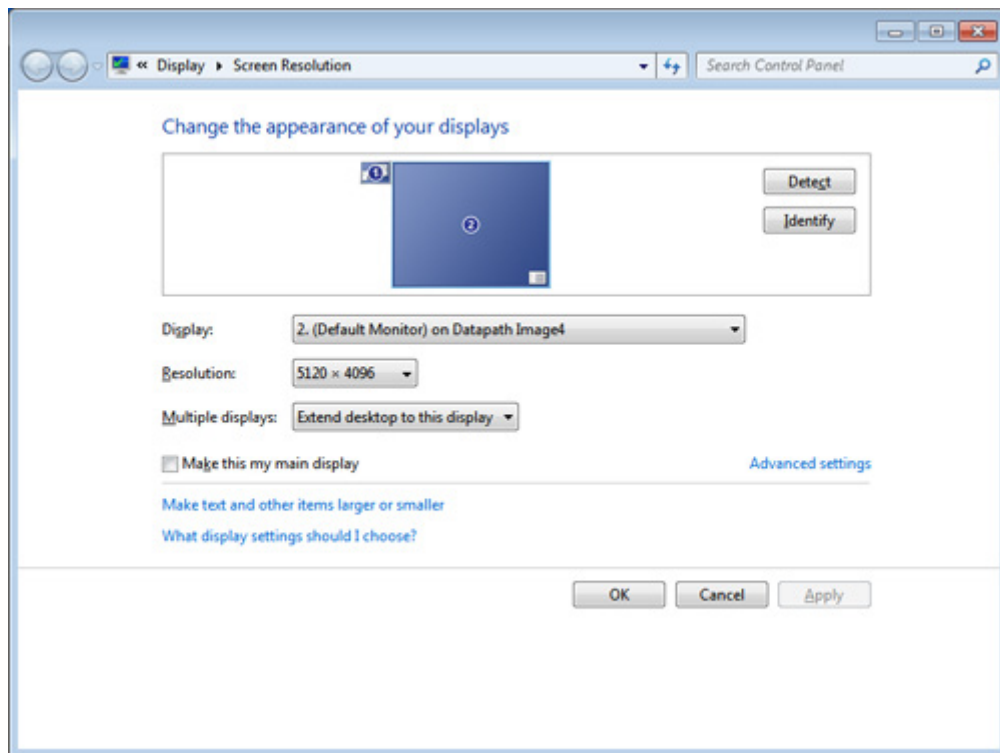 « Display ▸ Screen Resolution
Search Control Panel
Change the appearance of your displays
1
2
Detect
Identify
Display: 2. (Default Monitor) on Datapath Image4
Resolution: 5120 × 4096
Multiple displays: Extend desktop to this display
Make this my main display
Advanced settings
Make text and other items larger or smaller
What display settings should I choose?
OK Cancel Apply